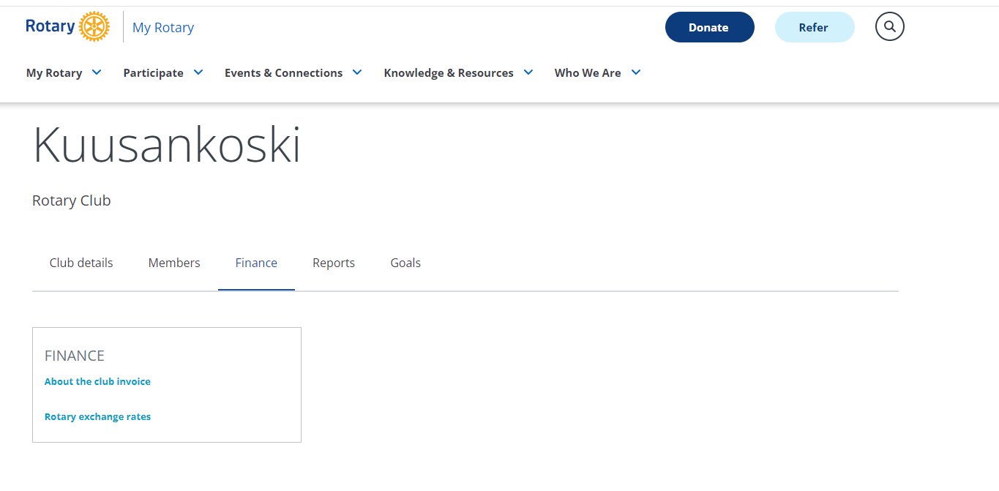 Rotary My Rotary Donate Refer
My Rotary Participate Events & Connections Knowledge & Resources Who We Are
Kuusankoski
Rotary Club
Club details Members Finance Reports Goals
FINANCE
About the club invoice
Rotary exchange rates